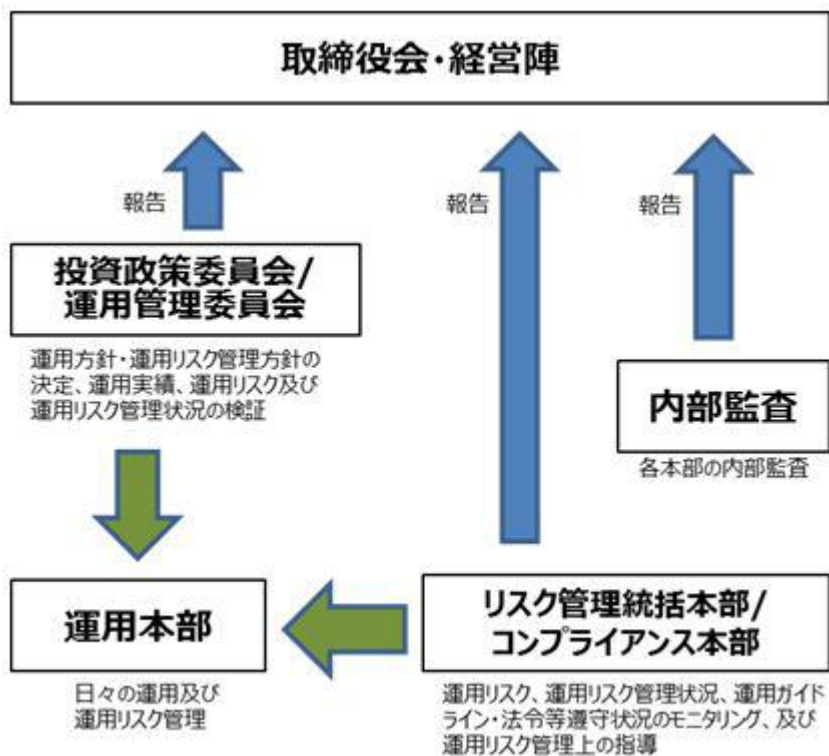 取締役会・経営陣
報告
報告
報告
投資政策委員会/
運用管理委員会
運用方針・運用リスク管理方針の
決定、運用実績、運用リスク及び
運用リスク管理状況の検証
内部監査
各本部の内部監査
運用本部
日々の運用及び
運用リスク管理
リスク管理統括本部/
コンプライアンス本部
運用リスク、運用リスク管理状況、運用ガイド
ライン・法令等遵守状況のモニタリング、及び
運用リスク管理上の指導